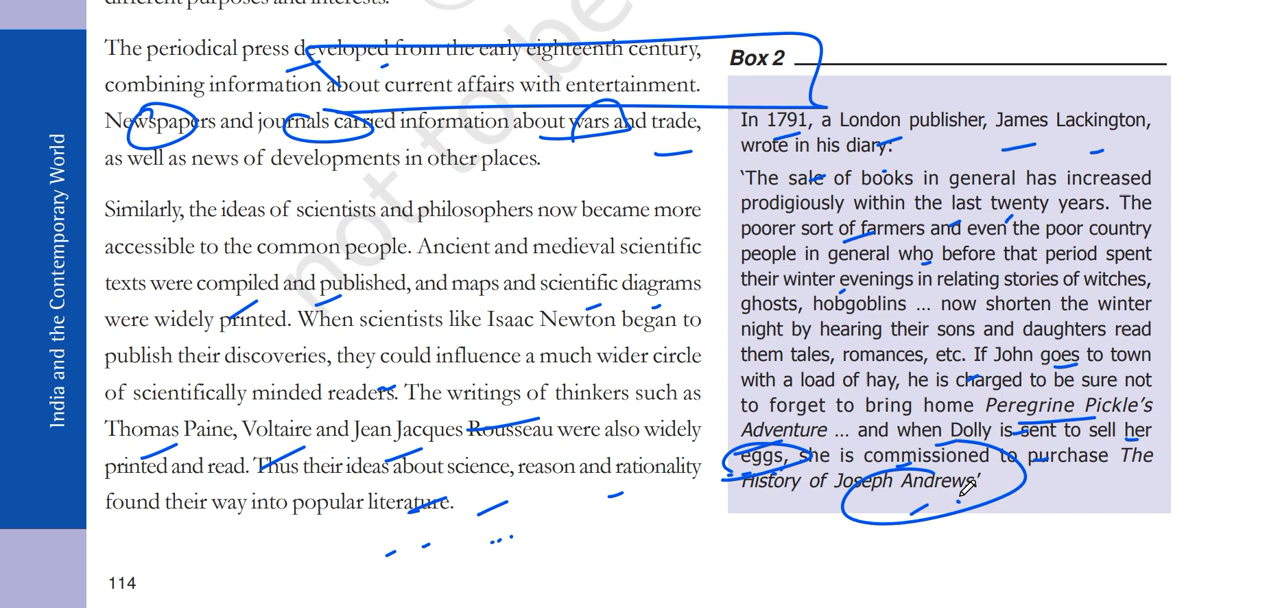 different purposes and interests.
The periodical press developed from the early eighteenth century,
combining information about current affairs with entertainment.
Newspapers and journals carried information about wars and trade,
as well as news of developments in other places.
Similarly, the ideas of scientists and philosophers now became more
accessible to the common people. Ancient and medieval scientific
texts were compiled and published, and maps and scientific diagrams
were widely printed. When scientists like Isaac Newton began to
publish their discoveries, they could influence a much wider circle
of scientifically minded readers. The writings of thinkers such as
Thomas Paine, Voltaire and Jean Jacques Rousseau were also widely
printed and read. Thus their ideas about science, reason and rationality
found their way into popular literature.
114
India and the Contemporary World
not to be
Box 2
In 1791, a London publisher, James Lackington,
wrote in his diary:
‘The sale of books in general has increased
prodigiously within the last twenty years. The
poorer sort of farmers and even the poor country
people in general who before that period spent
their winter evenings in relating stories of witches,
ghosts, hobgoblins ... now shorten the winter
night by hearing their sons and daughters read
them tales, romances, etc. If John goes to town
with a load of hay, he is charged to be sure not
to forget to bring home Peregrine Pickle’s
Adventure ... and when Dolly is sent to sell her
eggs, she is commissioned to purchase The
History of Joseph Andrews’